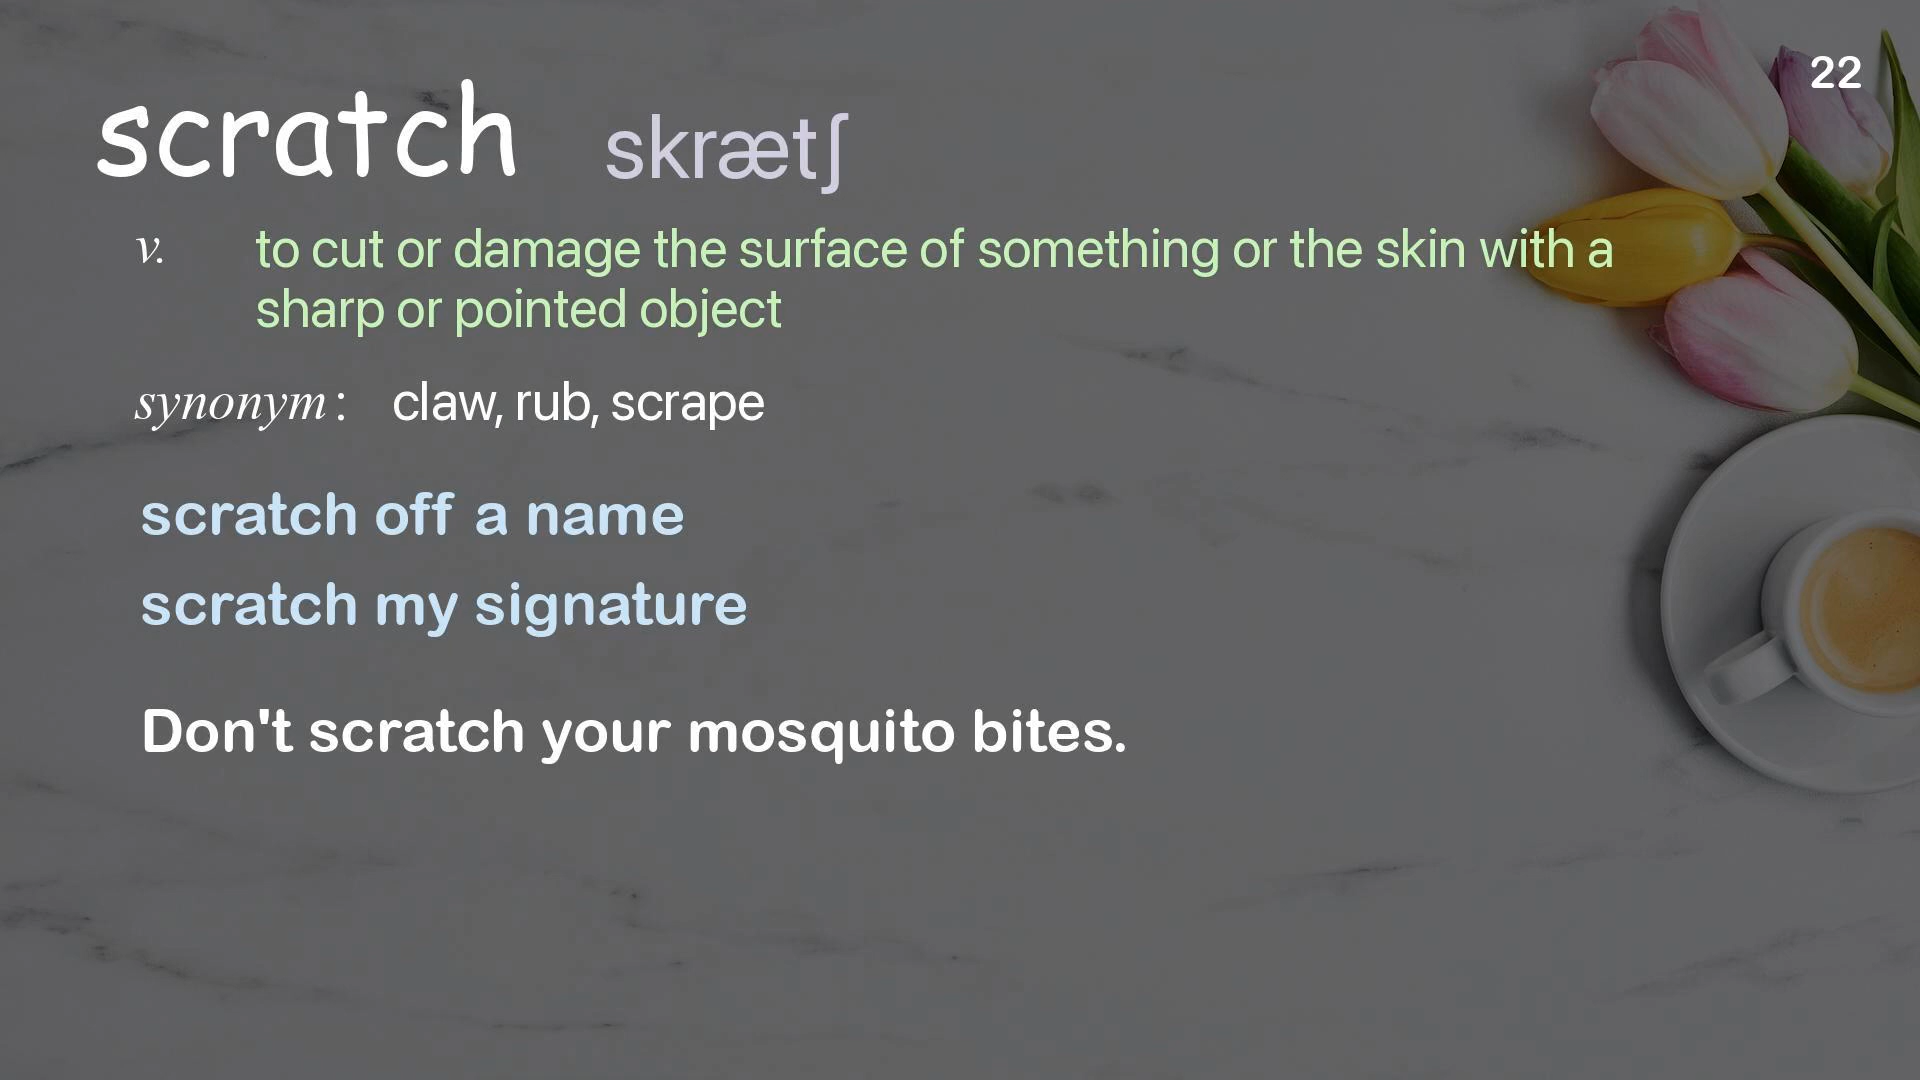 22
scratch skrætʃ
v. to cut or damage the surface of something or the skin with a
sharp or pointed object
synonym: claw, rub, scrape
scratch off a name
scratch my signature
Don't scratch your mosquito bites.